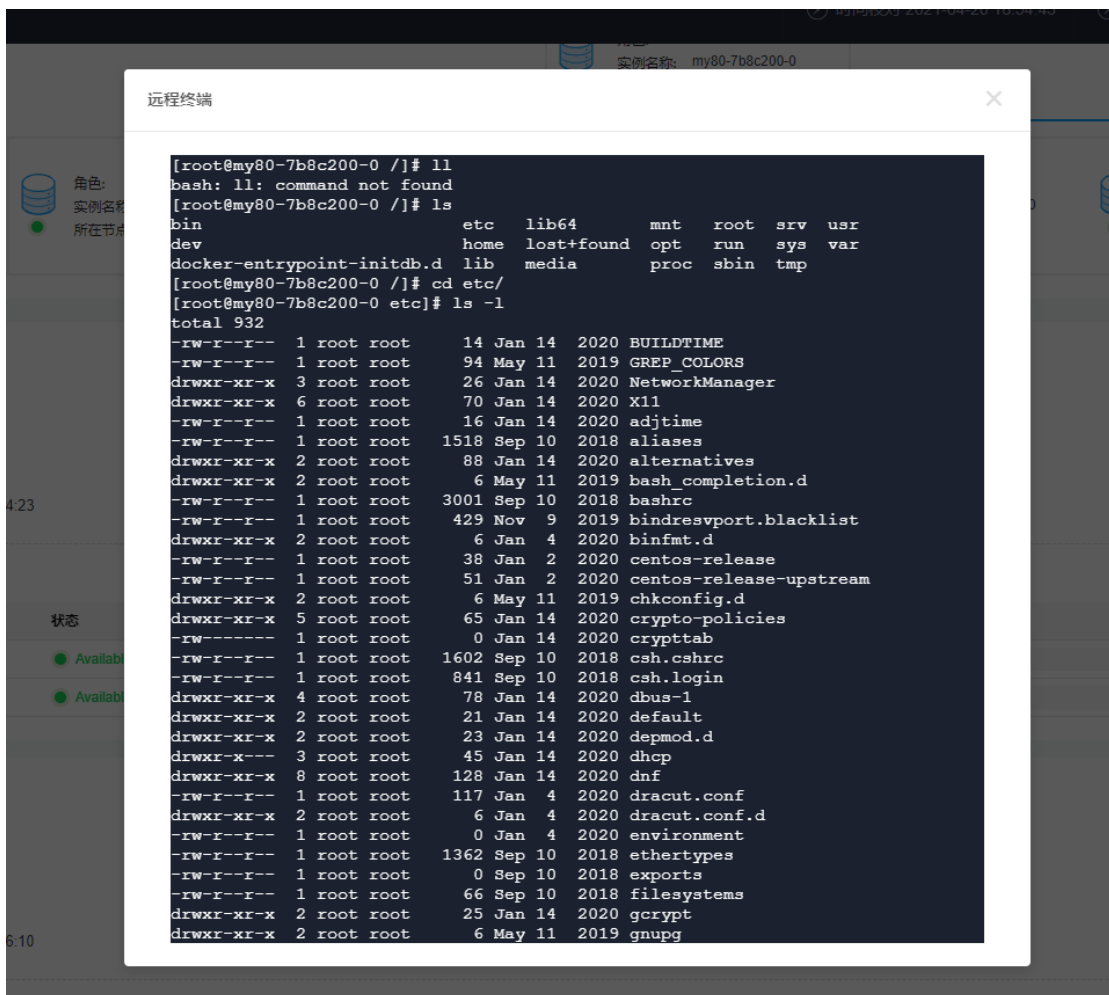 时间校对 2021-04-20 16:54:43
实例名称: my80-7b8c200-0
远程终端
角色:
实例名称
所在节点
4:23
状态
Availabl
Availabl
6:10
[root@my80-7b8c200-0 /]# ll
bash: ll: command not found
[root@my80-7b8c200-0 /]# ls
bin etc lib64 mnt root srv usr
dev home lost+found opt run sys var
docker-entrypoint-initdb.d lib media proc sbin tmp
[root@my80-7b8c200-0 /]# cd etc/
[root@my80-7b8c200-0 etc]# ls -l
total 932
-rw-r--r-- 1 root root 14 Jan 14 2020 BUILDTIME
-rw-r--r-- 1 root root 94 May 11 2019 GREP_COLORS
drwxr-xr-x 3 root root 26 Jan 14 2020 NetworkManager
drwxr-xr-x 6 root root 70 Jan 14 2020 X11
-rw-r--r-- 1 root root 16 Jan 14 2020 adjtime
-rw-r--r-- 1 root root 1518 Sep 10 2018 aliases
drwxr-xr-x 2 root root 88 Jan 14 2020 alternatives
drwxr-xr-x 2 root root 6 May 11 2019 bash_completion.d
-rw-r--r-- 1 root root 3001 Sep 10 2018 bashrc
-rw-r--r-- 1 root root 429 Nov 9 2019 bindresvport.blacklist
drwxr-xr-x 2 root root 6 Jan 4 2020 binfmt.d
-rw-r--r-- 1 root root 38 Jan 2 2020 centos-release
-rw-r--r-- 1 root root 51 Jan 2 2020 centos-release-upstream
drwxr-xr-x 2 root root 6 May 11 2019 chkconfig.d
drwxr-xr-x 5 root root 65 Jan 14 2020 crypto-policies
-rw------- 1 root root 0 Jan 14 2020 crypttab
-rw-r--r-- 1 root root 1602 Sep 10 2018 csh.cshrc
-rw-r--r-- 1 root root 841 Sep 10 2018 csh.login
drwxr-xr-x 4 root root 78 Jan 14 2020 dbus-1
drwxr-xr-x 2 root root 21 Jan 14 2020 default
drwxr-xr-x 2 root root 23 Jan 14 2020 depmod.d
drwxr-x--- 3 root root 45 Jan 14 2020 dhcp
drwxr-xr-x 8 root root 128 Jan 14 2020 dnf
-rw-r--r-- 1 root root 117 Jan 4 2020 dracut.conf
drwxr-xr-x 2 root root 6 Jan 4 2020 dracut.conf.d
-rw-r--r-- 1 root root 0 Jan 4 2020 environment
-rw-r--r-- 1 root root 1362 Sep 10 2018 ethertypes
-rw-r--r-- 1 root root 0 Sep 10 2018 exports
-rw-r--r-- 1 root root 66 Sep 10 2018 filesystems
drwxr-xr-x 2 root root 25 Jan 14 2020 gcrypt
drwxr-xr-x 2 root root 6 May 11 2019 gnupg